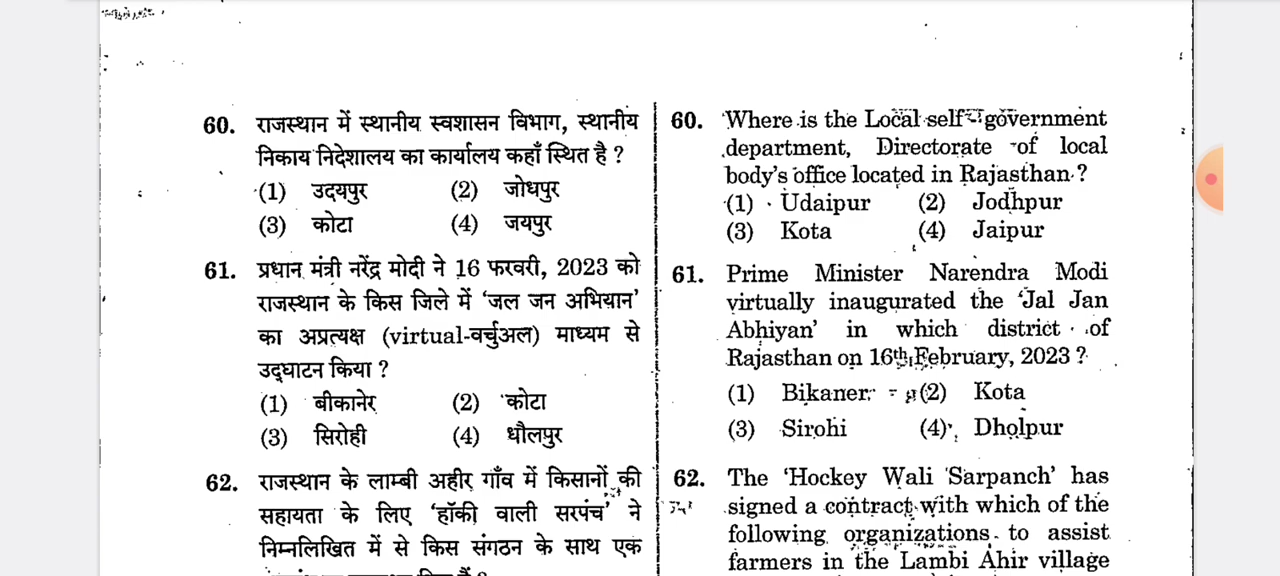 60. राजस्थान में स्थानीय स्वशासन विभाग, स्थानीय
निकाय निदेशालय का कार्यालय कहाँ स्थित है ?
(1) उदयपुर (2) जोधपुर
(3) कोटा (4) जयपुर
61. प्रधान मंत्री नरेंद्र मोदी ने 16 फरवरी, 2023 को
राजस्थान के किस जिले में ‘जल जन अभियान’
का अप्रत्यक्ष (virtual-वर्चुअल) माध्यम से
उद्घाटन किया ?
(1) बीकानेर (2) कोटा
(3) सिरोही (4) धौलपुर
62. राजस्थान के लाम्बी अहीर गाँव में किसानों की
सहायता के लिए ‘हॉकी वाली सरपंच’ ने
निम्नलिखित में से किस संगठन के साथ एक
60. Where is the Local self government
department, Directorate of local
body’s office located in Rajasthan ?
(1) Udaipur (2) Jodhpur
(3) Kota (4) Jaipur
61. Prime Minister Narendra Modi
virtually inaugurated the ‘Jal Jan
Abhiyan’ in which district of
Rajasthan on 16th February, 2023 ?
(1) Bikaner (2) Kota
(3) Sirohi (4) Dholpur
62. The ‘Hockey Wali Sarpanch’ has
signed a contract with which of the
following organizations to assist
farmers in the Lambi Ahir village